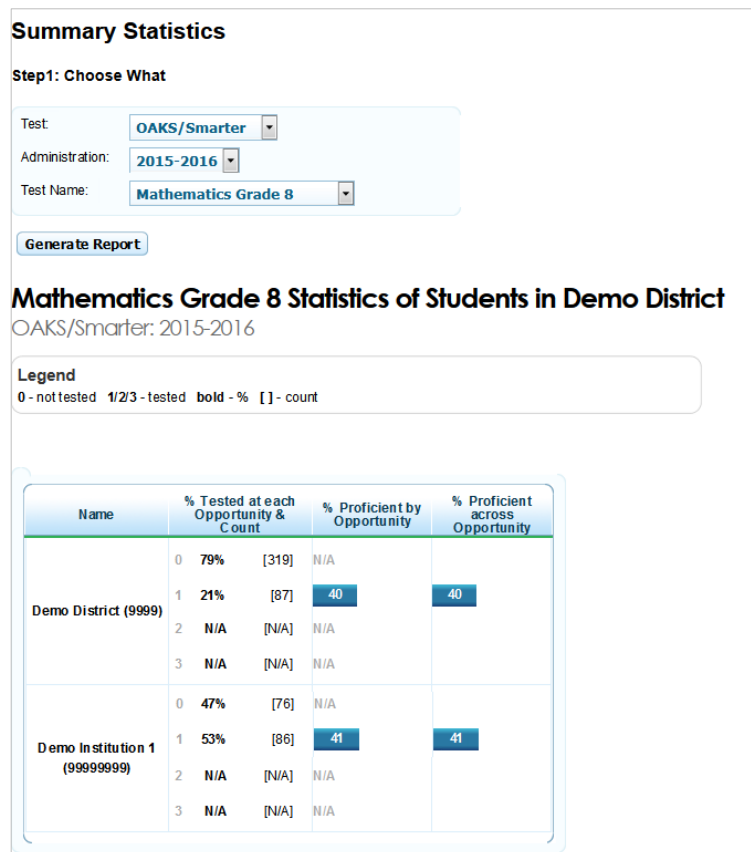 Summary Statistics
Step1: Choose What
Test: OAKS/Smarter
Administration: 2015-2016
Test Name: Mathematics Grade 8
Generate Report
Mathematics Grade 8 Statistics of Students in Demo District
OAKS/Smarter: 2015-2016
Legend
0 - not tested 1/2/3 - tested bold - % [ ] - count
Name
% Tested at each
Opportunity &
Count
% Proficient by
Opportunity
% Proficient
across
Opportunity
Demo District (9999)
0 79% [319] N/A
1 21% [87] 40 40
2 N/A [N/A] N/A
3 N/A [N/A] N/A
Demo Institution 1
(99999999)
0 47% [76] N/A
1 53% [86] 41 41
2 N/A [N/A] N/A
3 N/A [N/A] N/A